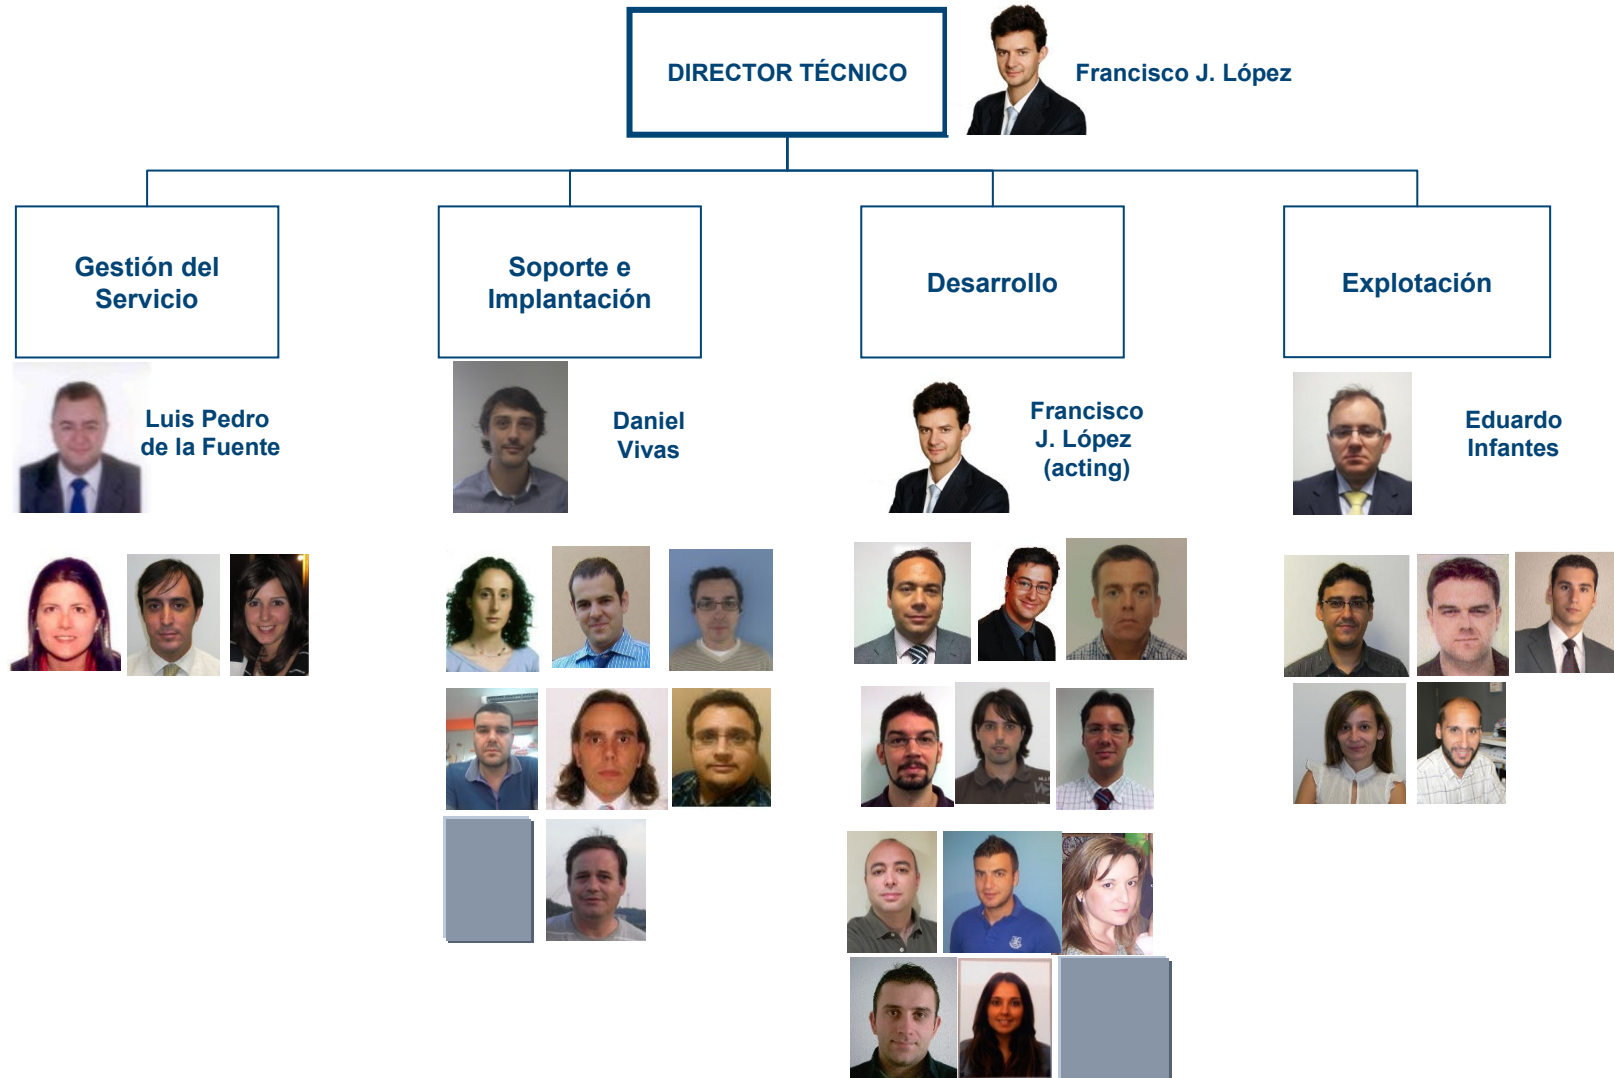 DIRECTOR TÉCNICO
Francisco J. López
Gestión del
Servicio
Soporte e
Implantación
Desarrollo
Explotación
Luis Pedro
de la Fuente
Daniel
Vivas
Francisco
J. López
(acting)
Eduardo
Infantes